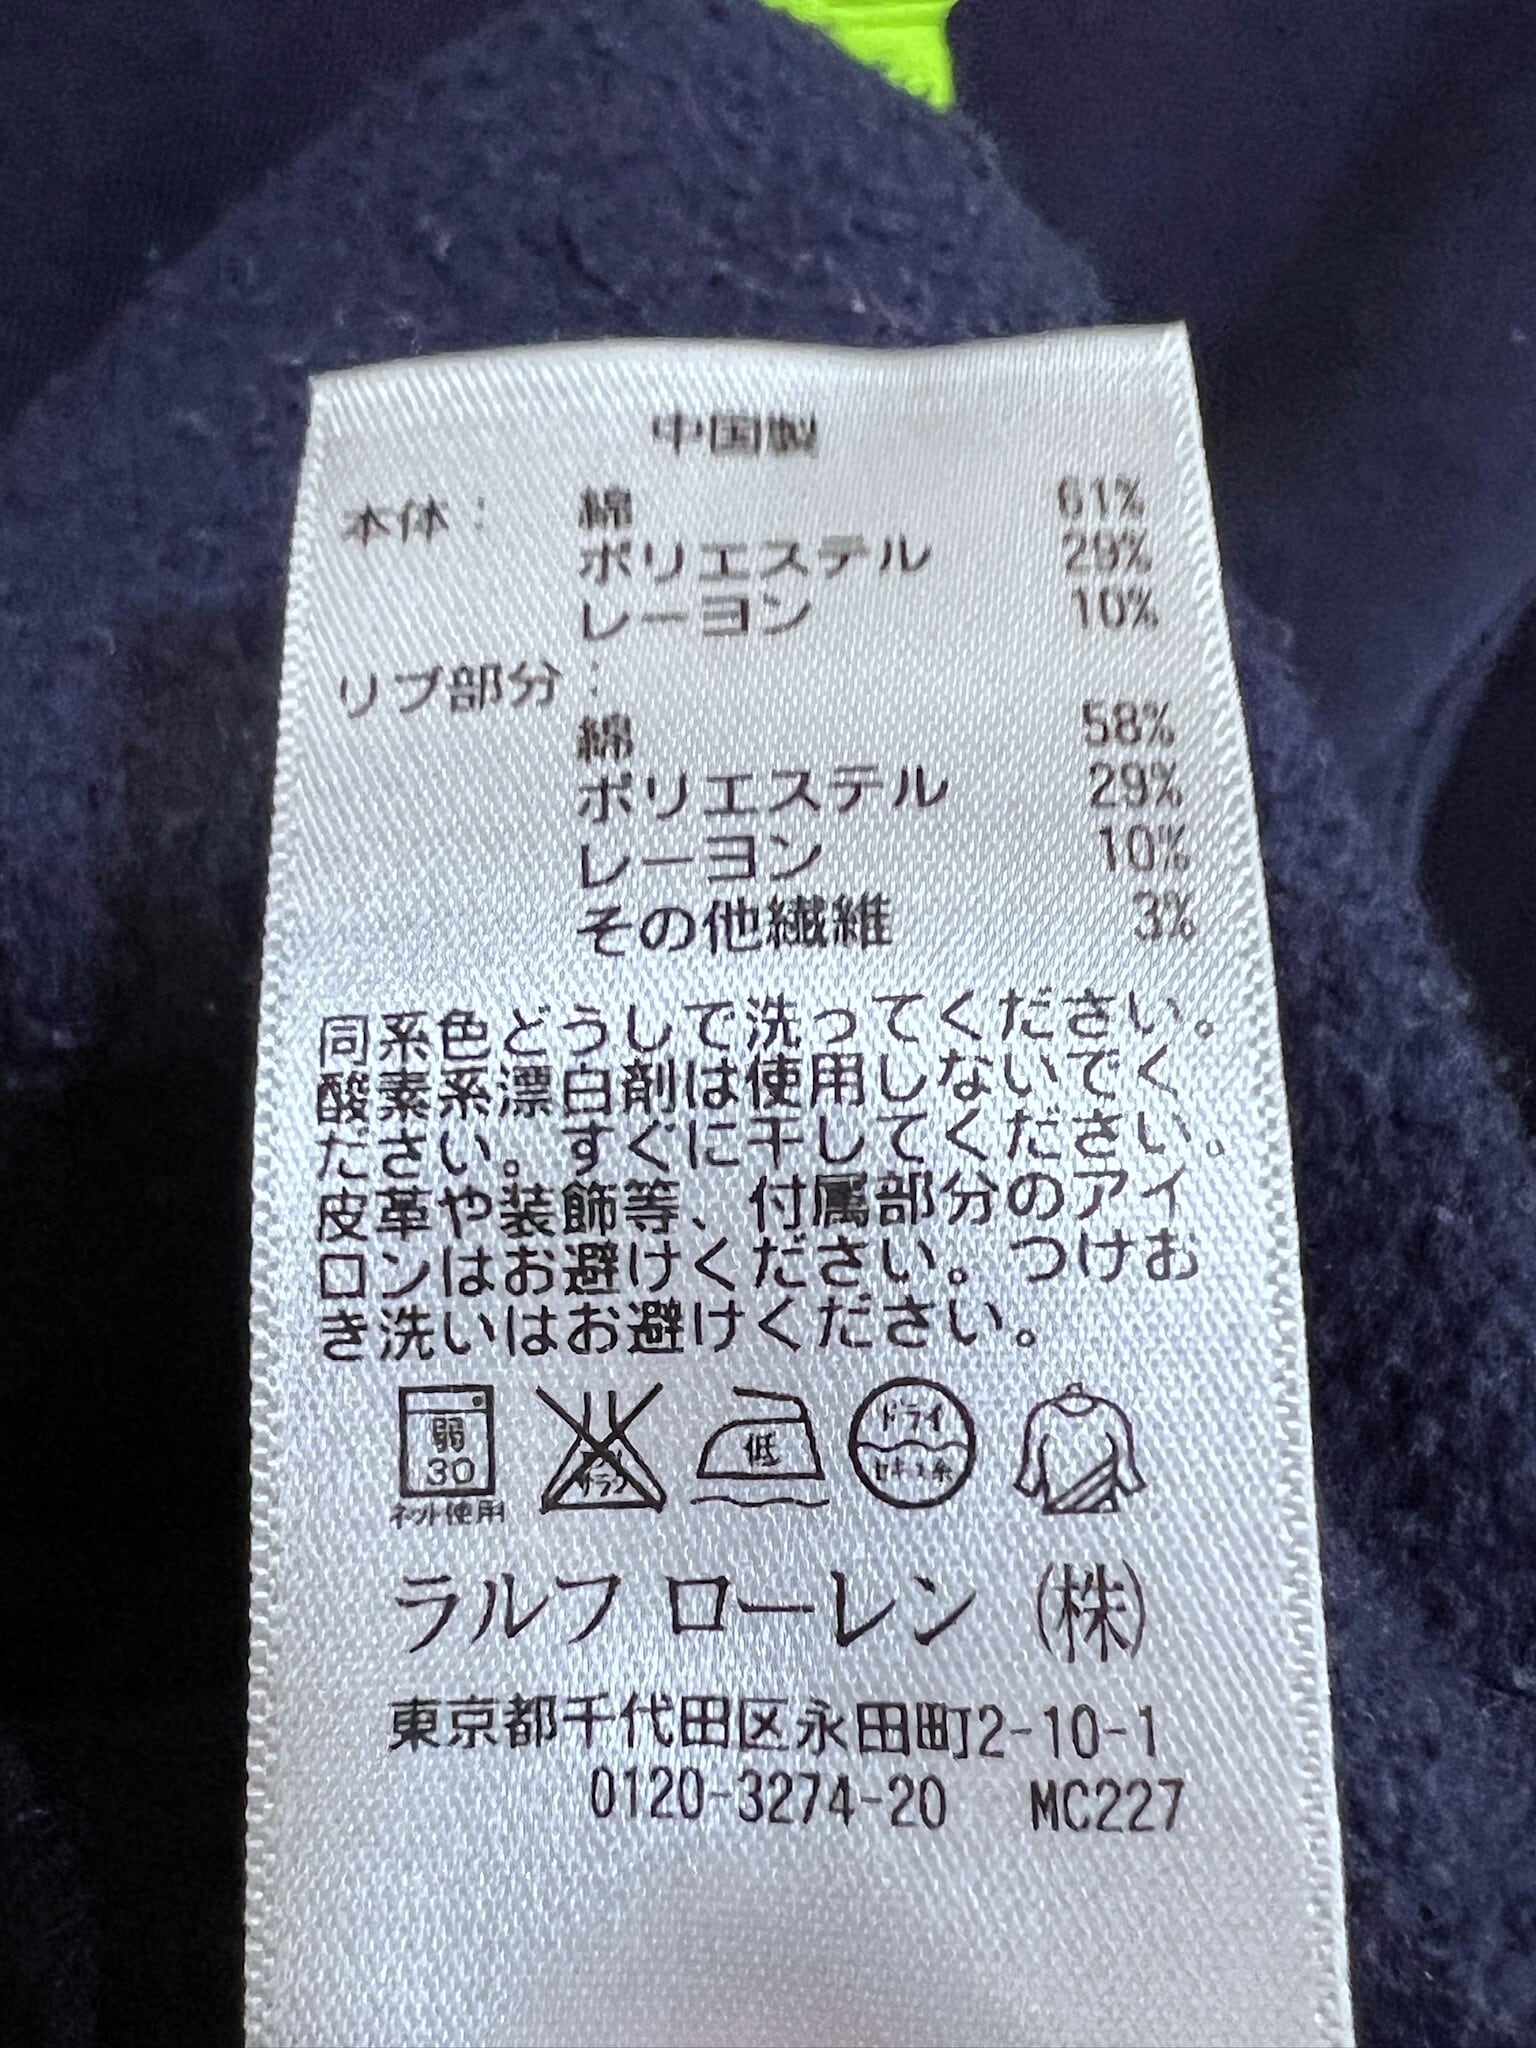 中国製
本体： 綿 61%
ポリエステル 29%
レーヨン 10%
リブ部分：
綿 58%
ポリエステル 29%
レーヨン 10%
その他繊維 3%
同系色どうしで洗ってください。
酸素系漂白剤は使用しないでく
ださい。すぐに干してください。
皮革や装飾等、付属部分のアイ
ロンはお避けください。つけお
き洗いはお避けください。
弱
30
ネット使用
低
ドライ
セキユ系
ラルフ ローレン (株)
東京都千代田区永田町2-10-1
0120-3274-20 MC227